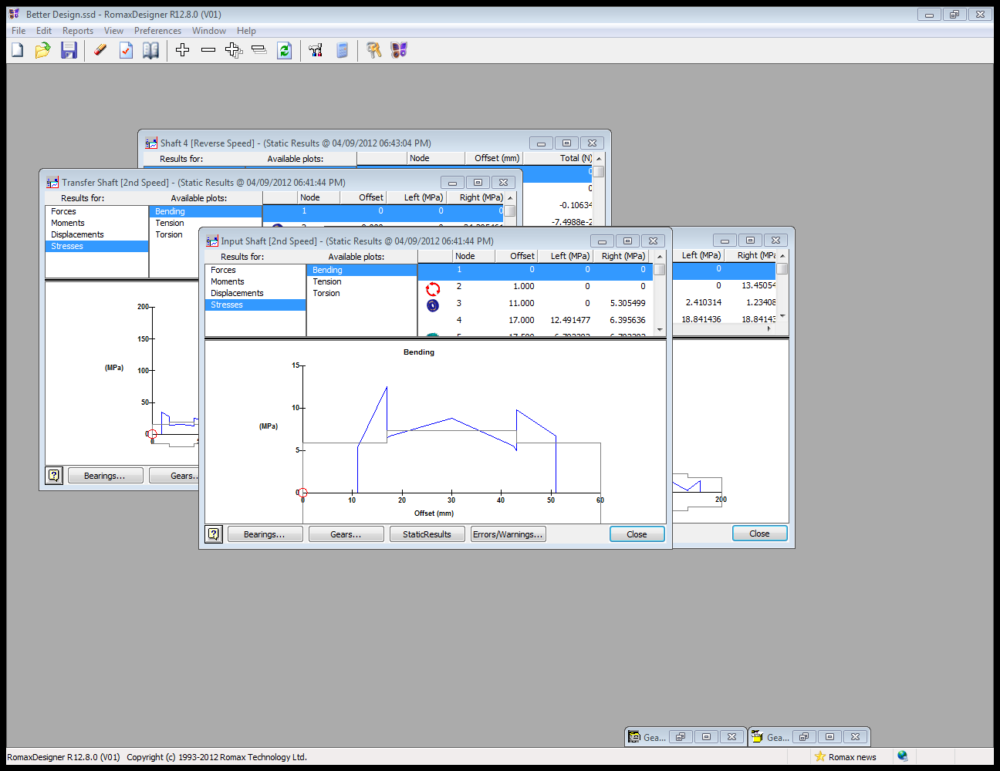 Better Design.ssd - RomaxDesigner R12.8.0 (V01)
File Edit Reports View Preferences Window Help
Shaft 4 [Reverse Speed] - (Static Results @ 04/09/2012 06:43:04 PM)
Results for: Available plots: Node Offset (mm) Total (N)
0
0
-0.10634
-7.4988e-2
Transfer Shaft [2nd Speed] - (Static Results @ 04/09/2012 06:41:44 PM)
Results for: Available plots: Node Offset Left (MPa) Right (MPa)
Forces Bending 1 0 0 0
Moments Tension
Displacements Torsion
Stresses
200
150
(MPa) 100
50
0
0
Bearings... Gears..
Input Shaft [2nd Speed] - (Static Results @ 04/09/2012 06:41:44 PM)
Results for: Available plots: Node Offset Left (MPa) Right (MPa)
Forces Bending 1 0 0 0
Moments Tension 2 1.000 0 0
Displacements Torsion 3 11.000 0 5.305499
Stresses 4 17.000 12.491477 6.395636
Bending
15
10
(MPa)
5
0
0 10 20 30 40 50 60
Offset (mm)
Bearings... Gears... StaticResults Errors/Warnings... Close
Left (MPa) Right (MPa
0
0 13.45054
2.410314 1.23408
18.841436 18.84143
200
Close
Gea... Gea...
RomaxDesigner R12.8.0 (V01) Copyright (c) 1993-2012 Romax Technology Ltd. Romax news